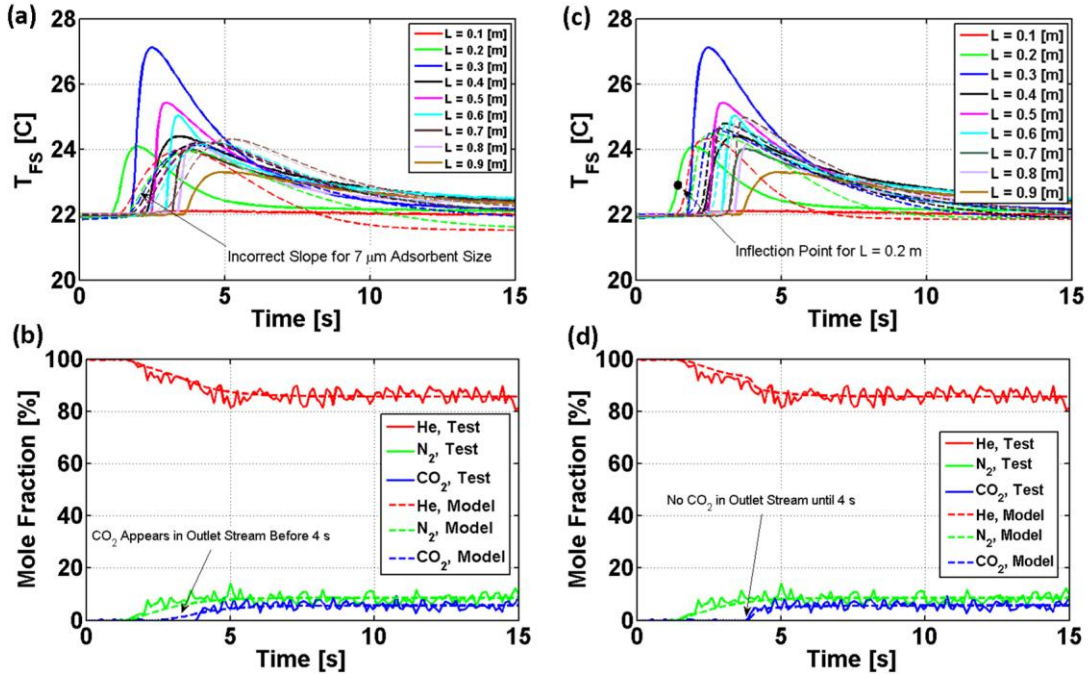 (a)
28
26
24
22
20
T_FS [C]
L = 0.1 [m]
L = 0.2 [m]
L = 0.3 [m]
L = 0.4 [m]
L = 0.5 [m]
L = 0.6 [m]
L = 0.7 [m]
L = 0.8 [m]
L = 0.9 [m]
Incorrect Slope for 7 μm Adsorbent Size
0 5 10 15
Time [s]
(c)
28
26
24
22
20
T_FS [C]
L = 0.1 [m]
L = 0.2 [m]
L = 0.3 [m]
L = 0.4 [m]
L = 0.5 [m]
L = 0.6 [m]
L = 0.7 [m]
L = 0.8 [m]
L = 0.9 [m]
Inflection Point for L = 0.2 m
0 5 10 15
Time [s]
(b)
100
80
60
40
20
0
Mole Fraction [%]
He, Test
N₂, Test
CO₂, Test
He, Model
N₂, Model
CO₂, Model
CO₂ Appears in Outlet Stream Before 4 s
0 5 10 15
Time [s]
(d)
100
80
60
40
20
0
Mole Fraction [%]
He, Test
N₂, Test
CO₂, Test
He, Model
N₂, Model
CO₂, Model
No CO₂ in Outlet Stream until 4 s
0 5 10 15
Time [s]